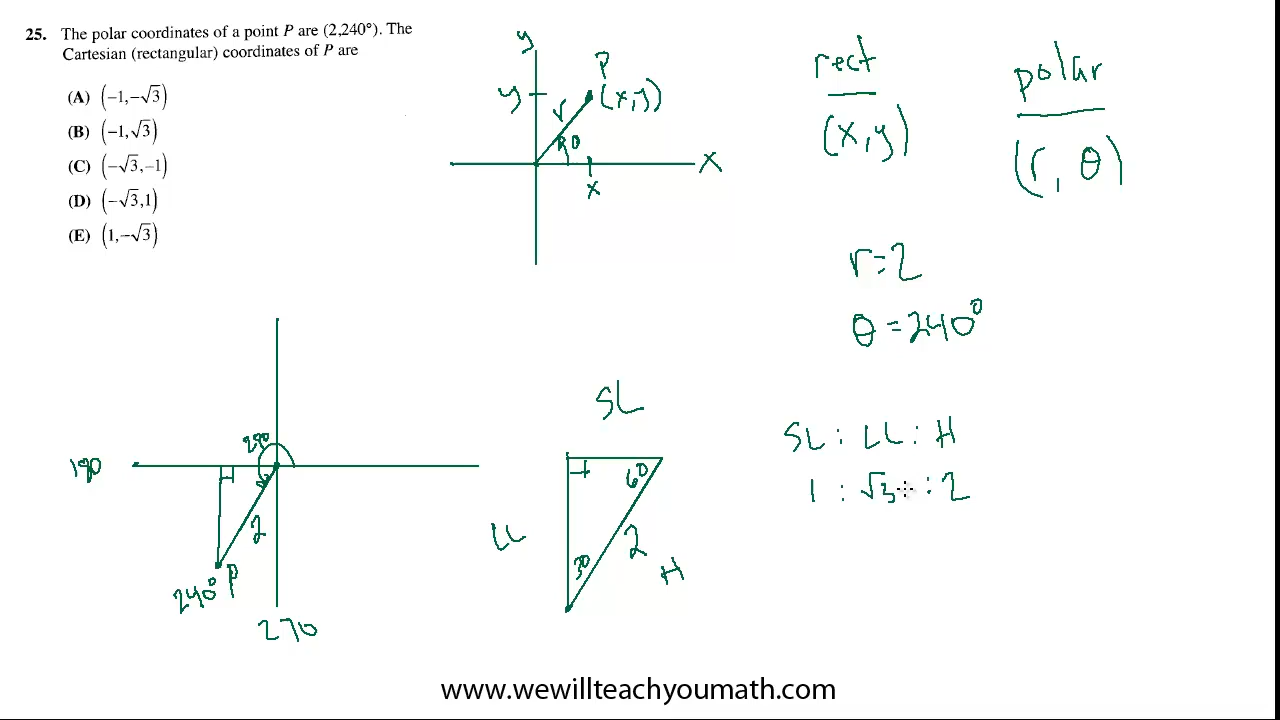 25. The polar coordinates of a point P are (2,240°). The
Cartesian (rectangular) coordinates of P are
(A) (−1,−√3)
(B) (−1,√3)
(C) (−√3,−1)
(D) (−√3,1)
(E) (1,−√3)
y
P
y
(x,y)
r
θ
x
x
rect
(x,y)
polar
(r, θ)
r=2
θ=240°
240
180
2
P
240°
270
SL
60
LL
2
30
H
SL : LL : H
1 : √3 : 2
www.wewillteachyoumath.com